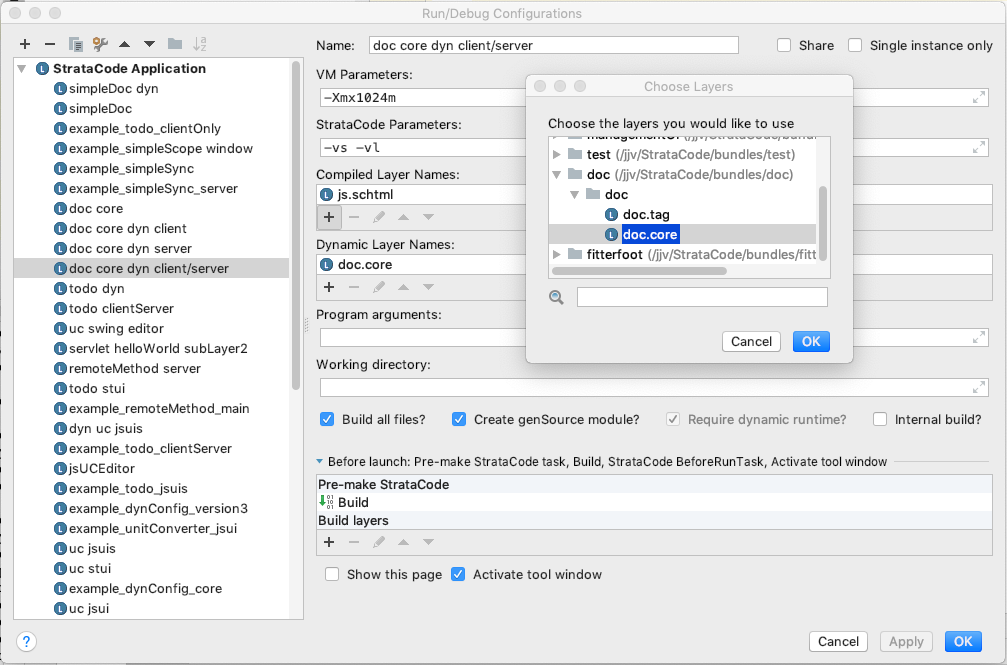 Run/Debug Configurations
Name: doc core dyn client/server Share Single instance only
StrataCode Application
simpleDoc dyn
simpleDoc
example_todo_clientOnly
example_simpleScope window
example_simpleSync
example_simpleSync_server
doc core
doc core dyn client
doc core dyn server
doc core dyn client/server
todo dyn
todo clientServer
uc swing editor
servlet helloWorld subLayer2
remoteMethod server
todo stui
example_remoteMethod_main
dyn uc jsuis
example_todo_clientServer
jsUCEditor
example_todo_jsuis
example_dynConfig_version3
example_unitConverter_jsui
uc jsuis
uc stui
example_dynConfig_core
uc jsui
VM Parameters:
-Xmx1024m
StrataCode Parameters:
-vs -vl
Compiled Layer Names:
js.schtml
Dynamic Layer Names:
doc.core
Program arguments:
Working directory:
Build all files? Create genSource module? Require dynamic runtime? Internal build?
Before launch: Pre-make StrataCode task, Build, StrataCode BeforeRunTask, Activate tool window
Pre-make StrataCode
Build
Build layers
Show this page Activate tool window
Choose Layers
Choose the layers you would like to use
test (/jjv/StrataCode/bundles/test)
doc (/jjv/StrataCode/bundles/doc)
doc
doc.tag
doc.core
fitterfoot (/jjv/StrataCode/bundles/fitt
Cancel OK
? Cancel Apply OK